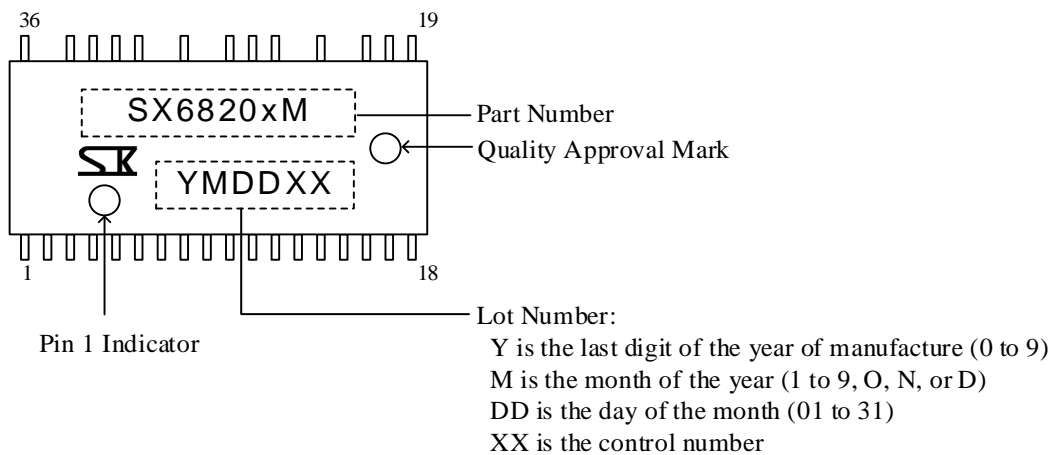 36 19
SX6820xM
Part Number
Quality Approval Mark
SK
YMDDXX
1 18
Pin 1 Indicator
Lot Number:
Y is the last digit of the year of manufacture (0 to 9)
M is the month of the year (1 to 9, O, N, or D)
DD is the day of the month (01 to 31)
XX is the control number